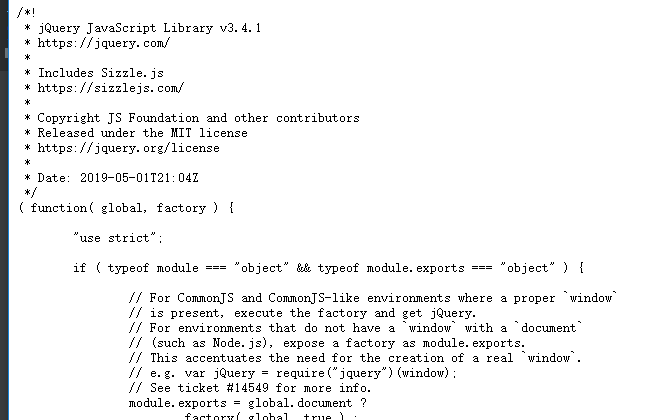 /*!
 * jQuery JavaScript Library v3.4.1
 * https://jquery.com/
 *
 * Includes Sizzle.js
 * https://sizzlejs.com/
 *
 * Copyright JS Foundation and other contributors
 * Released under the MIT license
 * https://jquery.org/license
 *
 * Date: 2019-05-01T21:04Z
 */
( function( global, factory ) {

	"use strict";

	if ( typeof module === "object" && typeof module.exports === "object" ) {

		// For CommonJS and CommonJS-like environments where a proper `window`
		// is present, execute the factory and get jQuery.
		// For environments that do not have a `window` with a `document`
		// (such as Node.js), expose a factory as module.exports.
		// This accentuates the need for the creation of a real `window`.
		// e.g. var jQuery = require("jquery")(window);
		// See ticket #14549 for more info.
		module.exports = global.document ?
			factory( global, true ) :